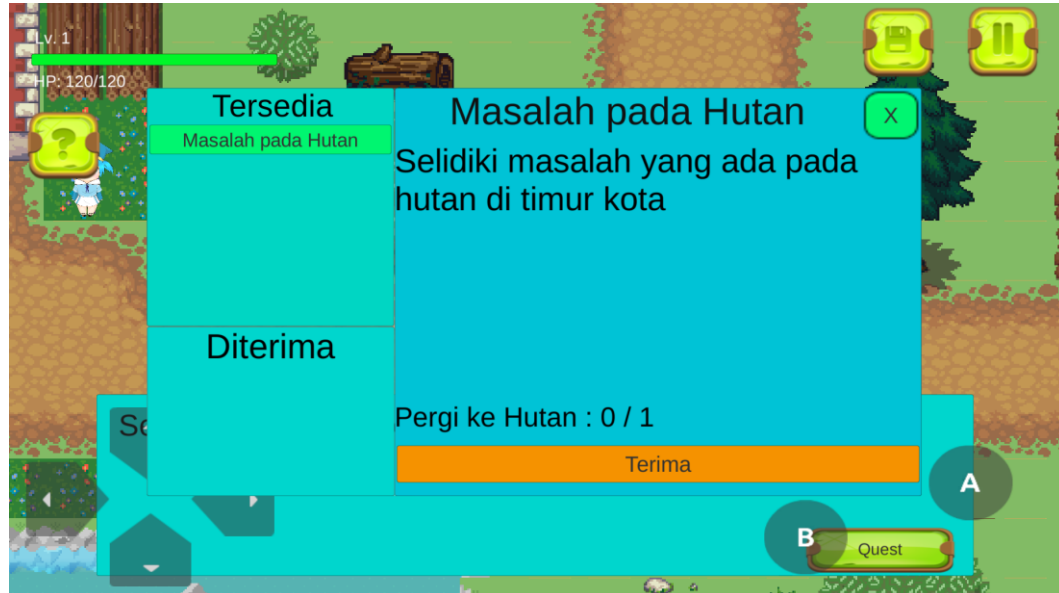 Lv. 1
HP: 120/120
?
Tersedia
Masalah pada Hutan
Masalah pada Hutan
X
Selidiki masalah yang ada pada
hutan di timur kota
Diterima
Pergi ke Hutan : 0 / 1
Terima
Se
A
B
Quest